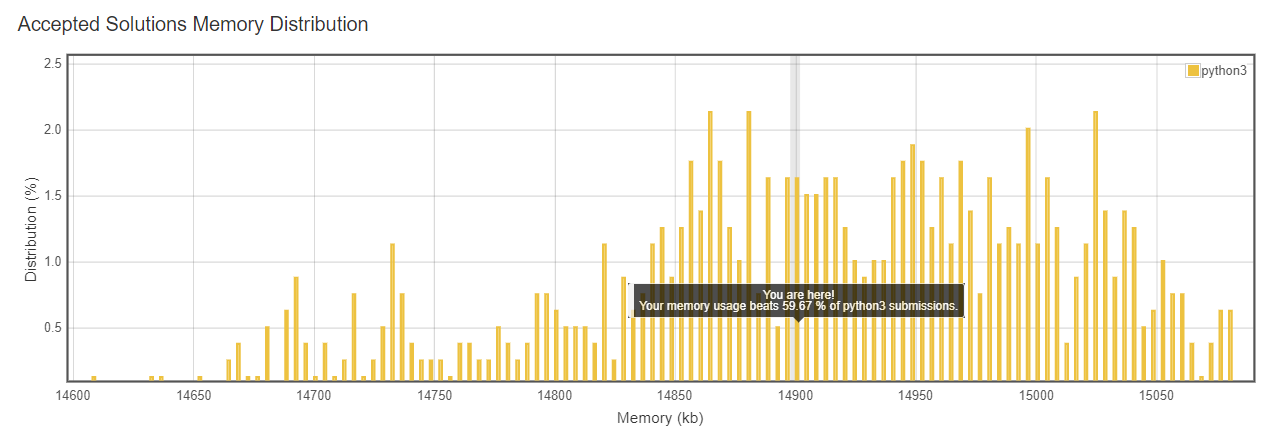 Accepted Solutions Memory Distribution
2.5
python3
2.0
1.5
Distribution (%)
1.0
You are here!
Your memory usage beats 59.67 % of python3 submissions.
0.5
14600 14650 14700 14750 14800 14850 14900 14950 15000 15050
Memory (kb)